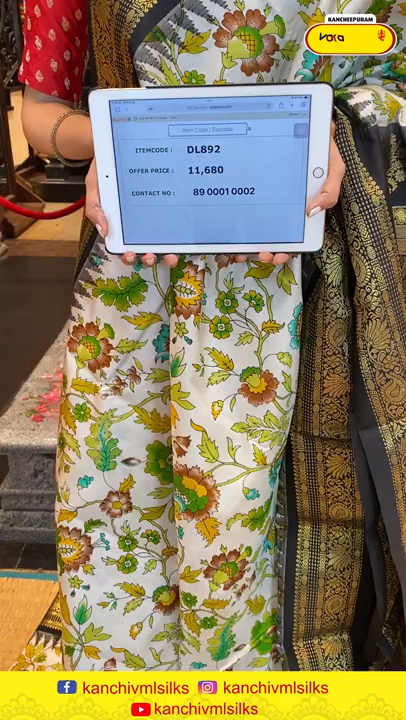 KANCHEEPURAM
Item Code / Barcode
ITEMCODE : DL892
OFFER PRICE : 11,680
CONTACT NO : 89 0001 0002
kanchivmlsilks kanchivmlsilks
kanchivmlsilks